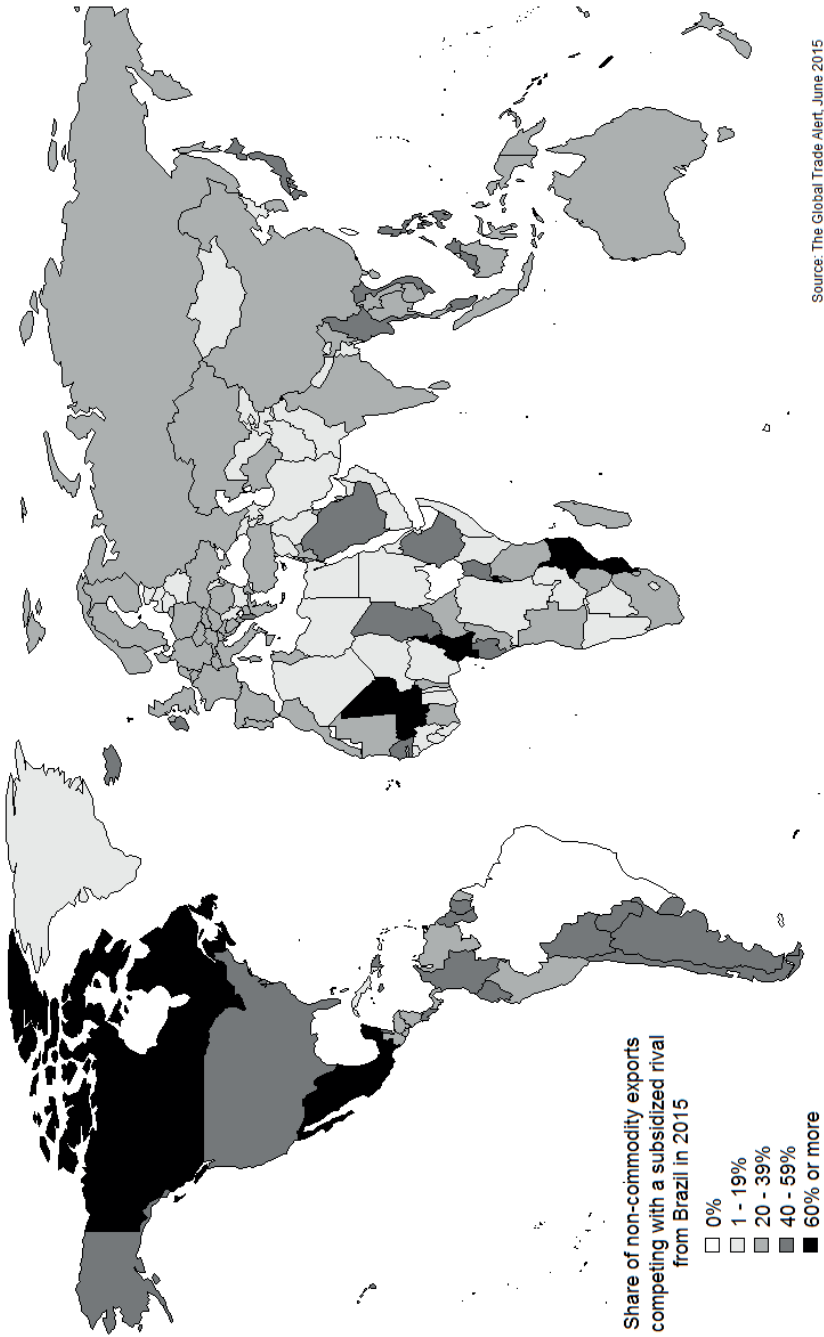 Share of non-commodity exports
competing with a subsidized rival
from Brazil in 2015
0%
1 - 19%
20 - 39%
40 - 59%
60% or more
Source: The Global Trade Alert, June 2015